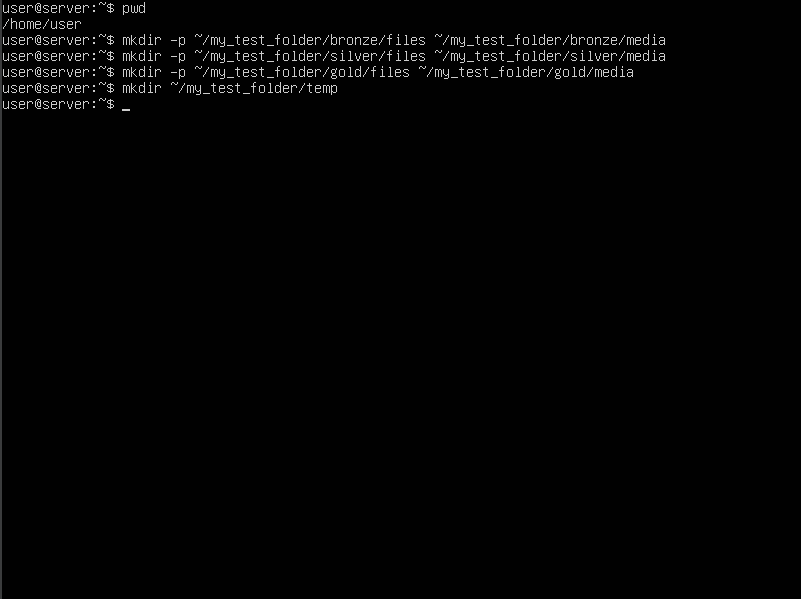 user@server:~$ pwd
/home/user
user@server:~$ mkdir -p ~/my_test_folder/bronze/files ~/my_test_folder/bronze/media
user@server:~$ mkdir -p ~/my_test_folder/silver/files ~/my_test_folder/silver/media
user@server:~$ mkdir -p ~/my_test_folder/gold/files ~/my_test_folder/gold/media
user@server:~$ mkdir ~/my_test_folder/temp
user@server:~$ _